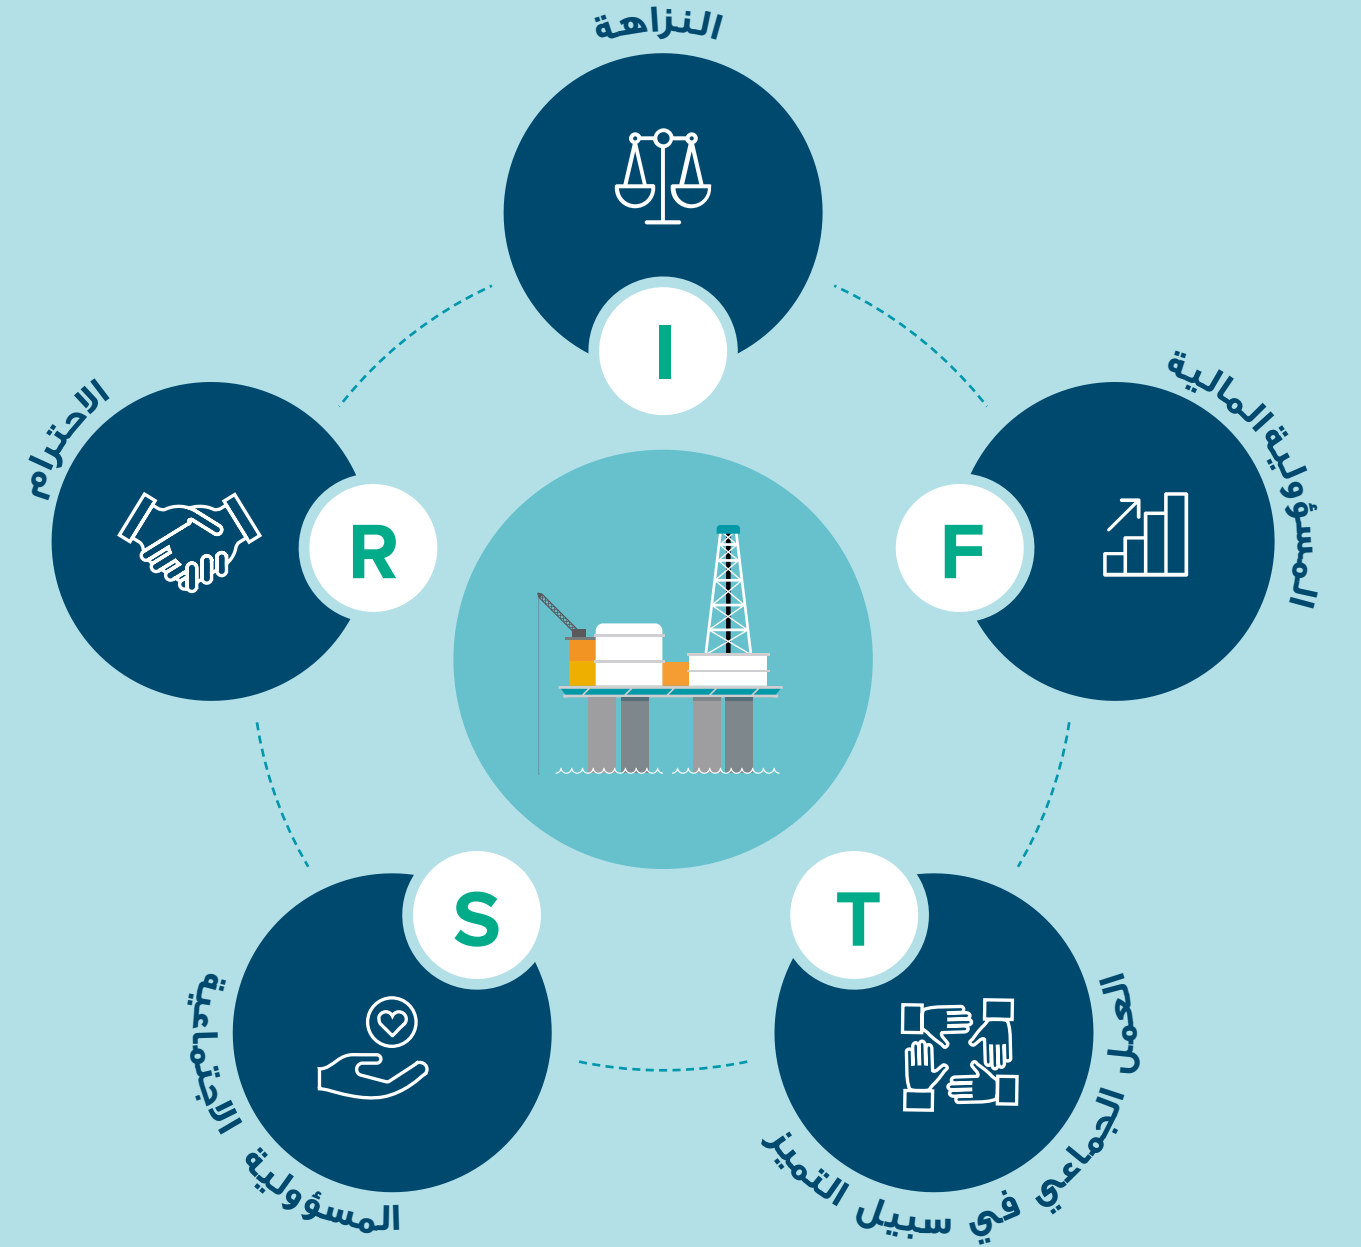 النزاهة
I
المسؤولية المالية
F
العمل الجماعي في سبيل التميز
T
المسؤولية الاجتماعية
S
الاحترام
R